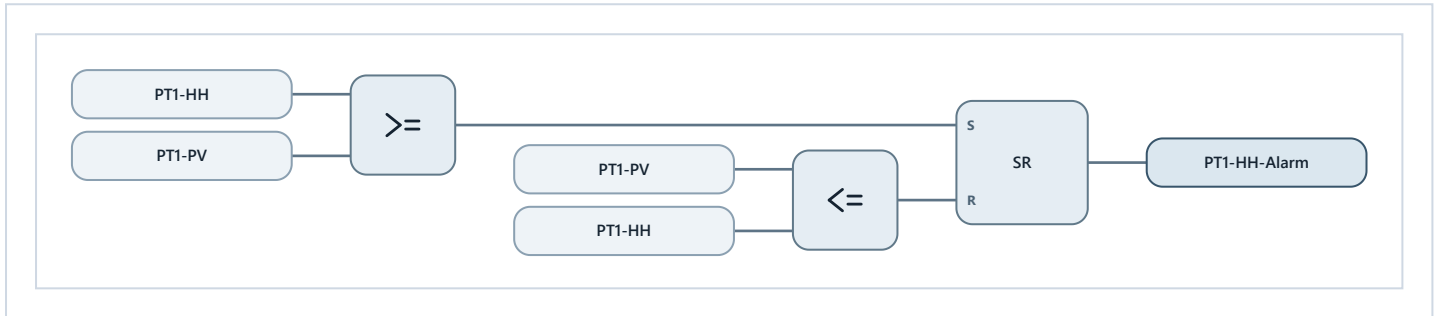 PT1-HH
PT1-PV
>=
PT1-PV
PT1-HH
<=
S
R
SR
PT1-HH-Alarm